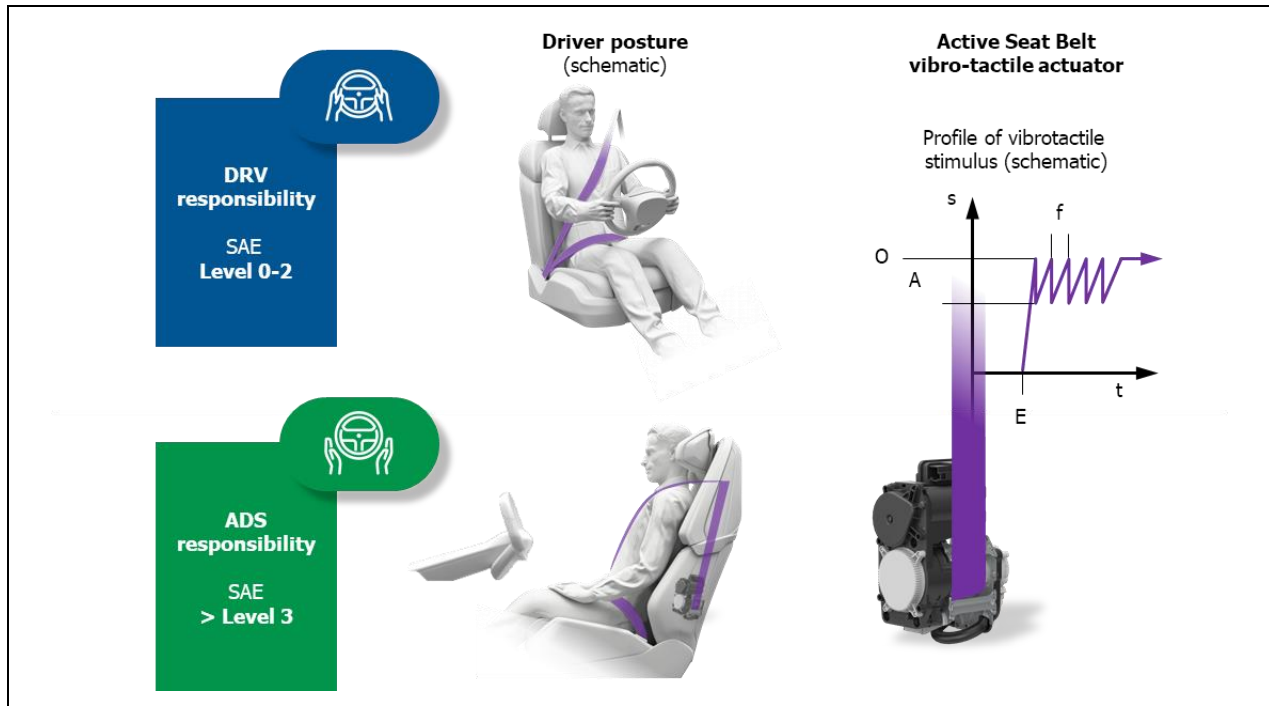 Driver posture
(schematic)
Active Seat Belt
vibro-tactile actuator
DRV
responsibility
SAE
Level 0-2
Profile of vibrotactile
stimulus (schematic)
s
f
O
A
t
E
ADS
responsibility
SAE
> Level 3